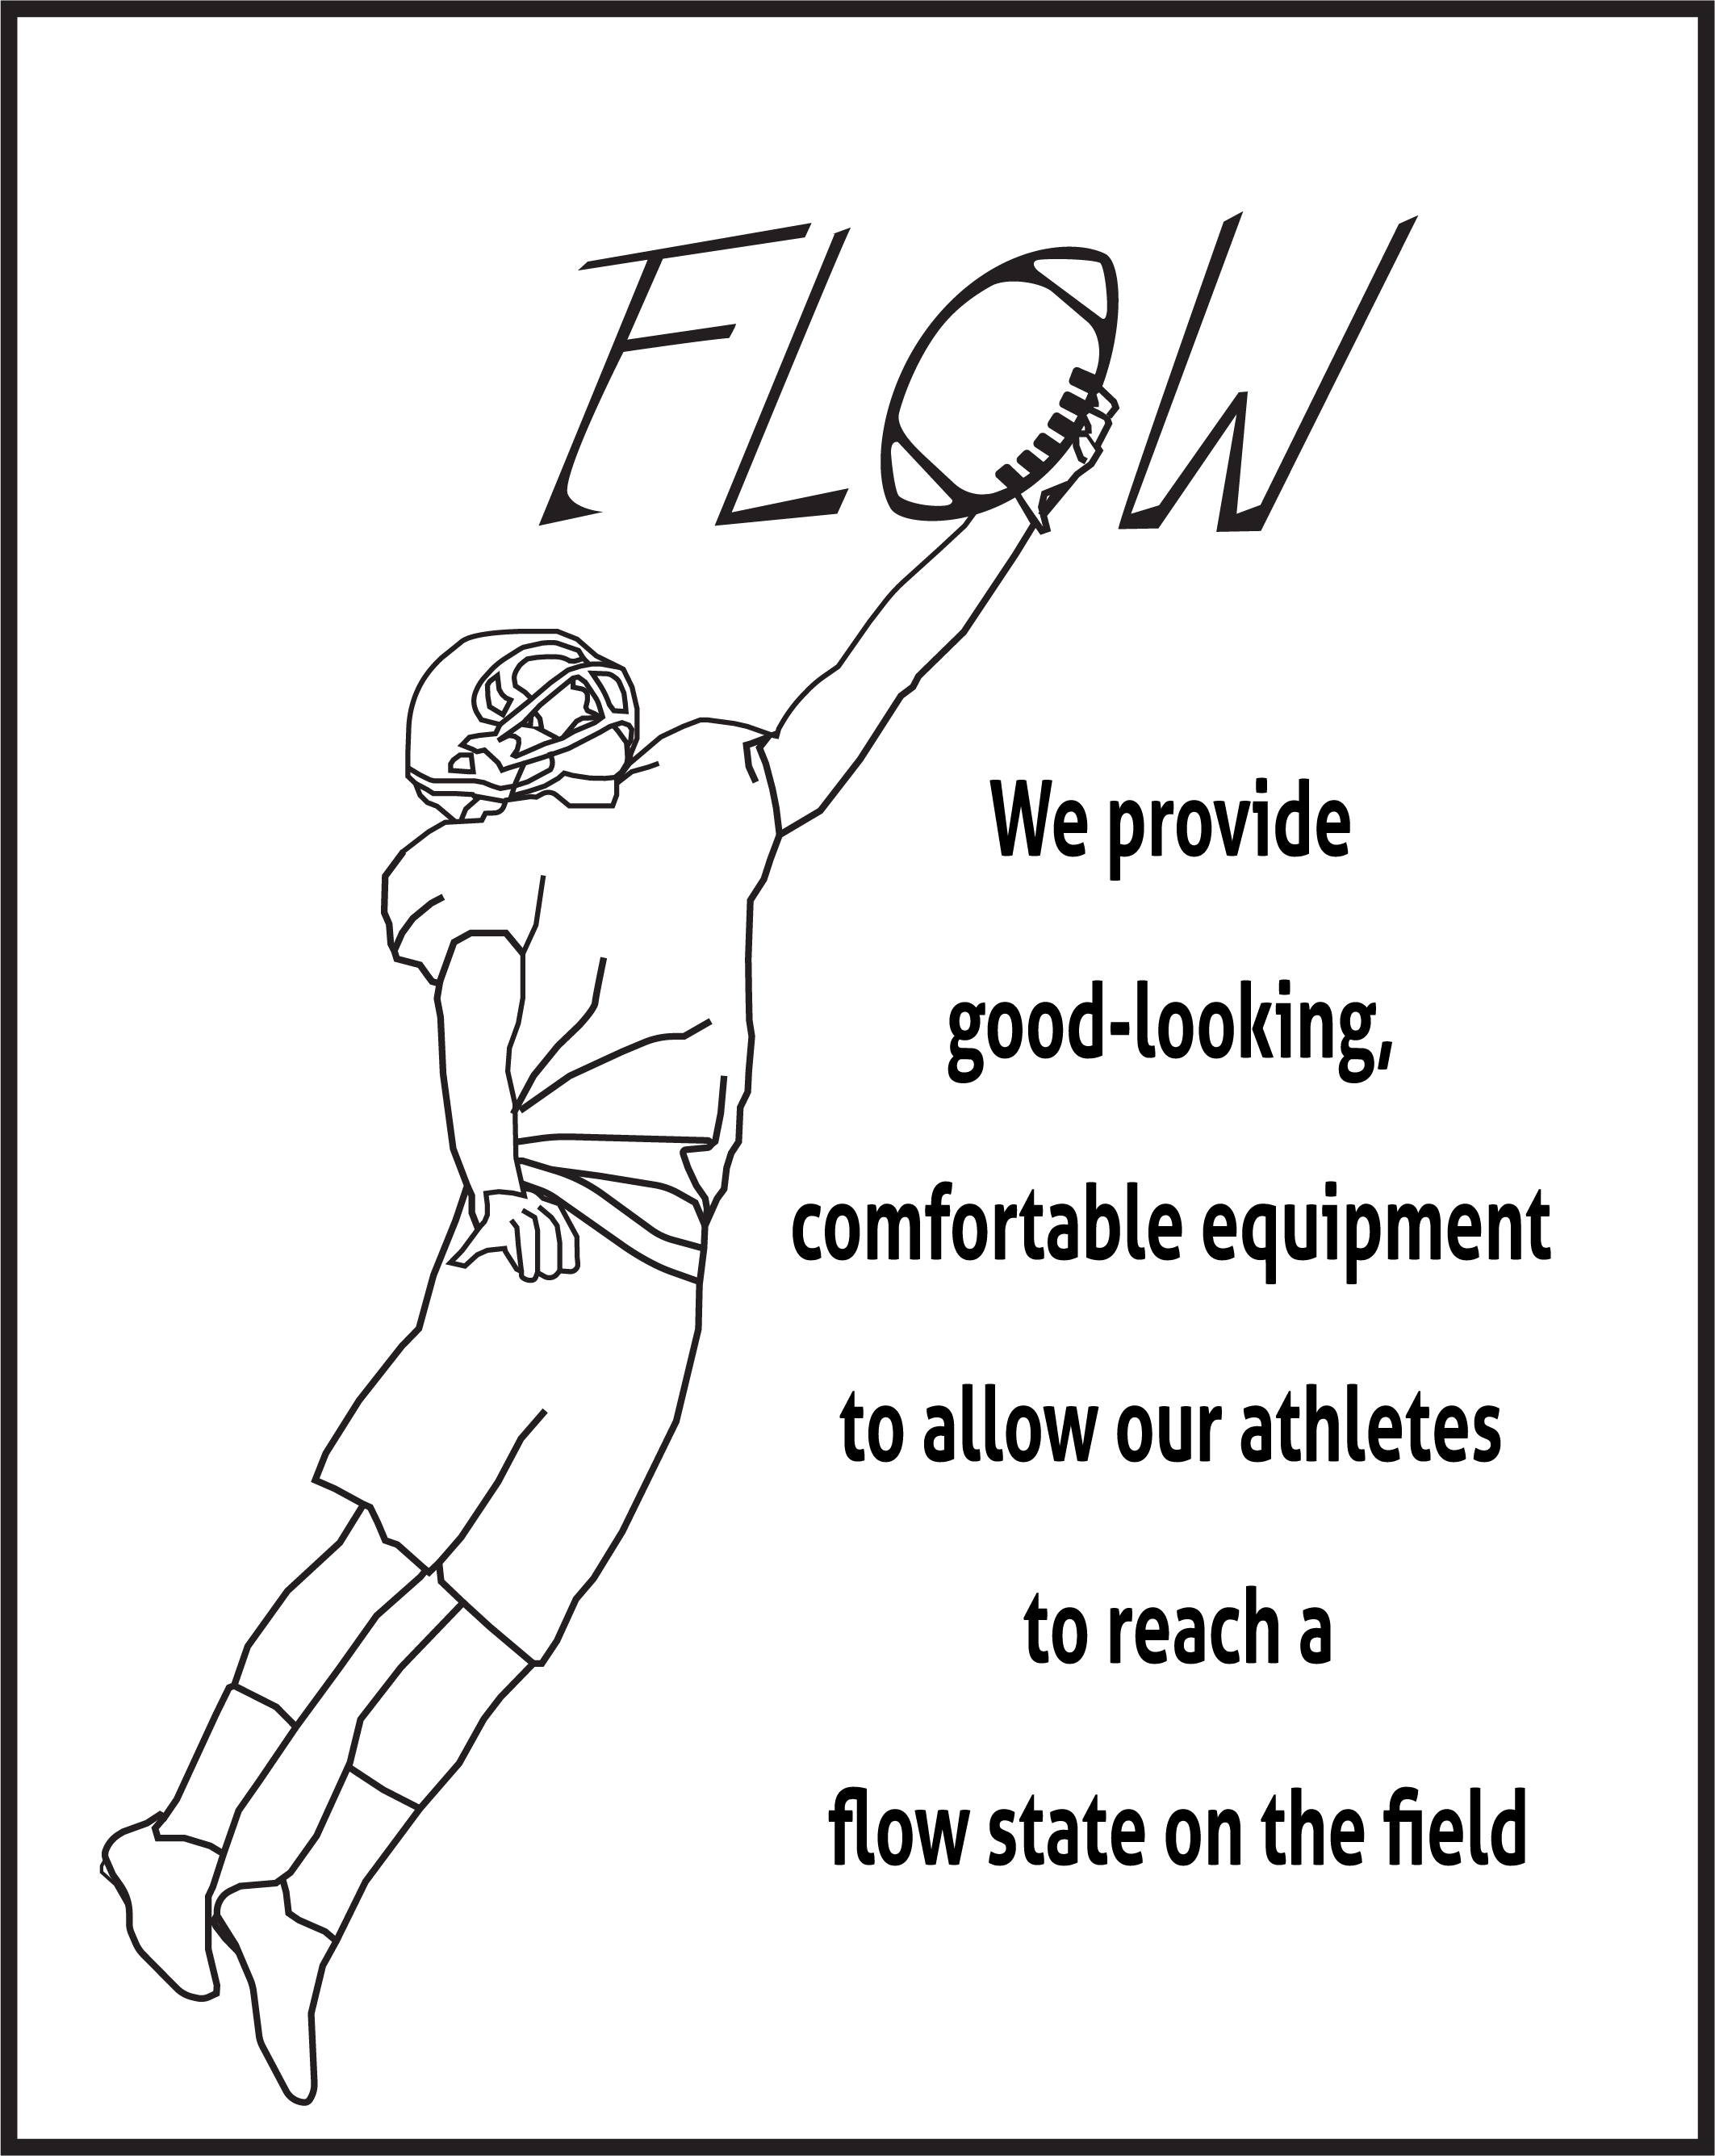 FLOW
We provide
good-looking,
comfortable equipment
to allow our athletes
to reach a
flow state on the field